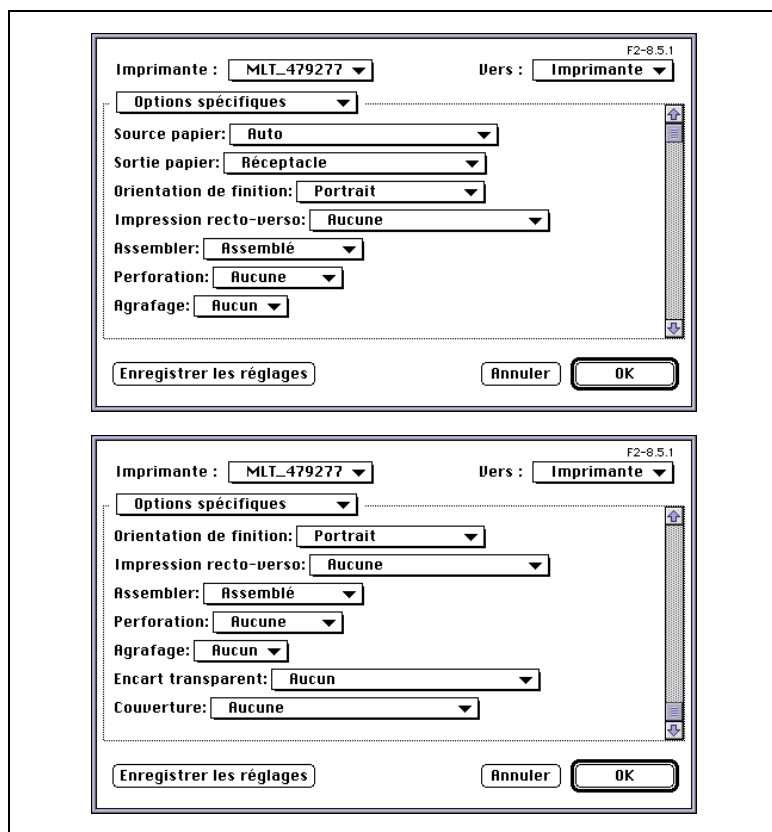 F2-8.5.1
Imprimante : MLT_479277 Vers : Imprimante
Options spécifiques
Source papier: Auto
Sortie papier: Réceptacle
Orientation de finition: Portrait
Impression recto-verso: Aucune
Assembler: Assemblé
Perforation: Aucune
Agrafage: Aucun
Enregistrer les réglages Annuler OK
F2-8.5.1
Imprimante : MLT_479277 Vers : Imprimante
Options spécifiques
Orientation de finition: Portrait
Impression recto-verso: Aucune
Assembler: Assemblé
Perforation: Aucune
Agrafage: Aucun
Encart transparent: Aucun
Couverture: Aucune
Enregistrer les réglages Annuler OK